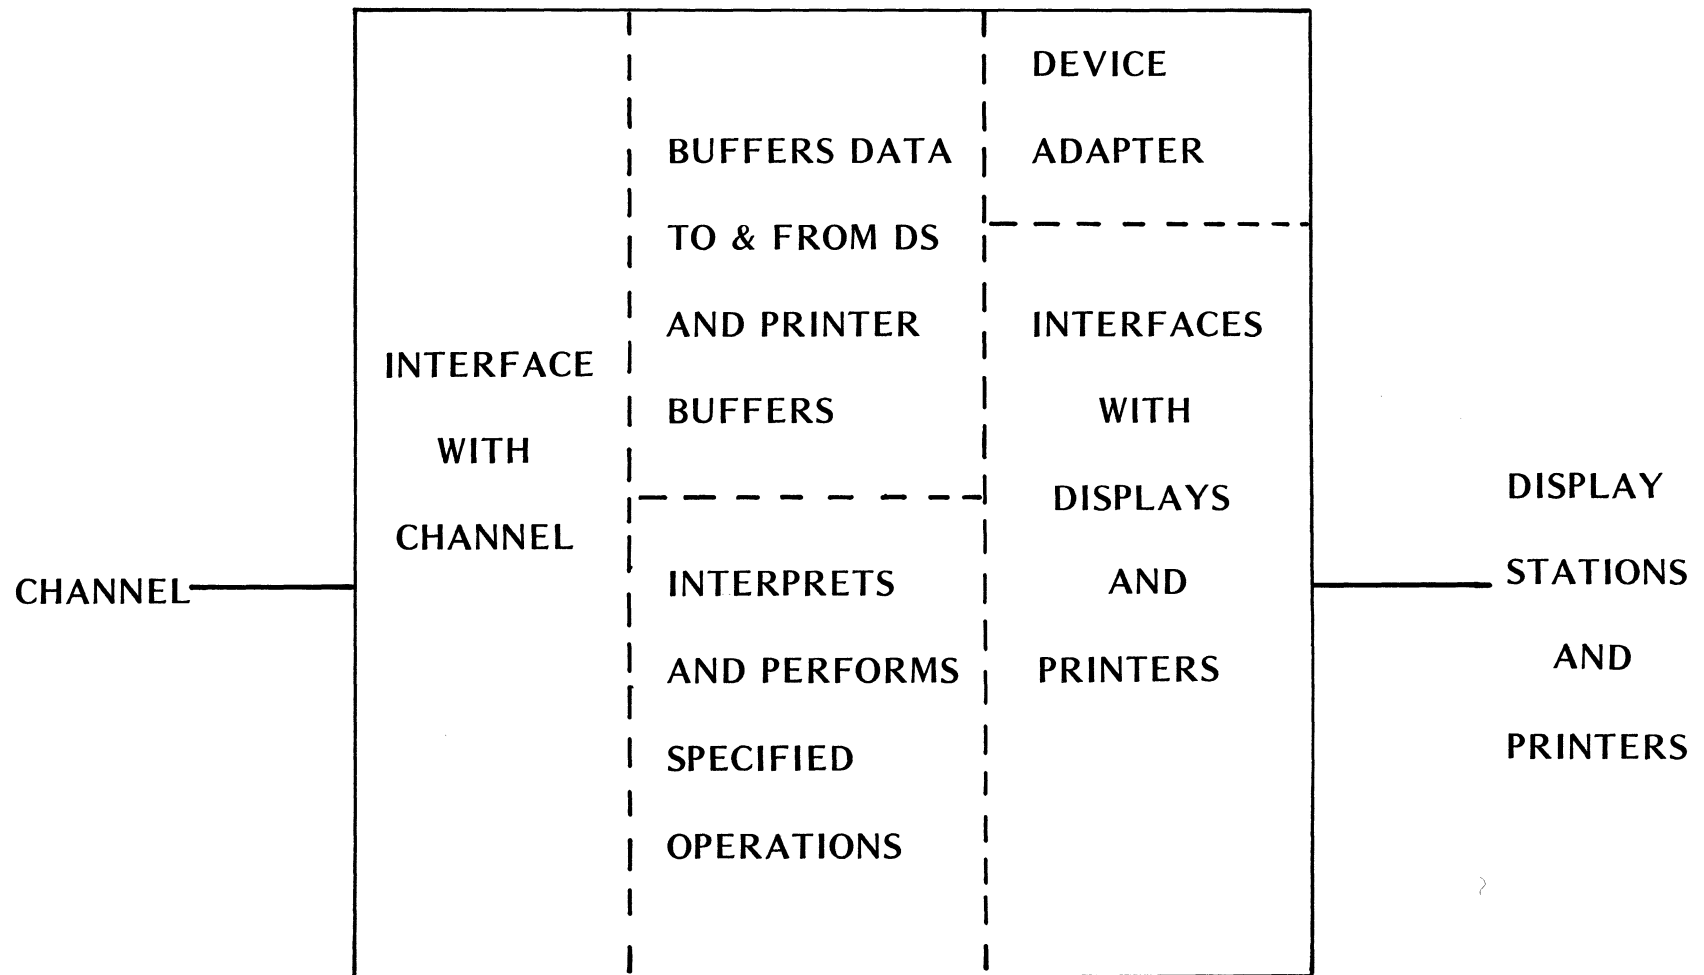 CHANNEL
INTERFACE
WITH
CHANNEL
BUFFERS DATA
TO & FROM DS
AND PRINTER
BUFFERS
INTERPRETS
AND PERFORMS
SPECIFIED
OPERATIONS
DEVICE
ADAPTER
INTERFACES
WITH
DISPLAYS
AND
PRINTERS
DISPLAY
STATIONS
AND
PRINTERS